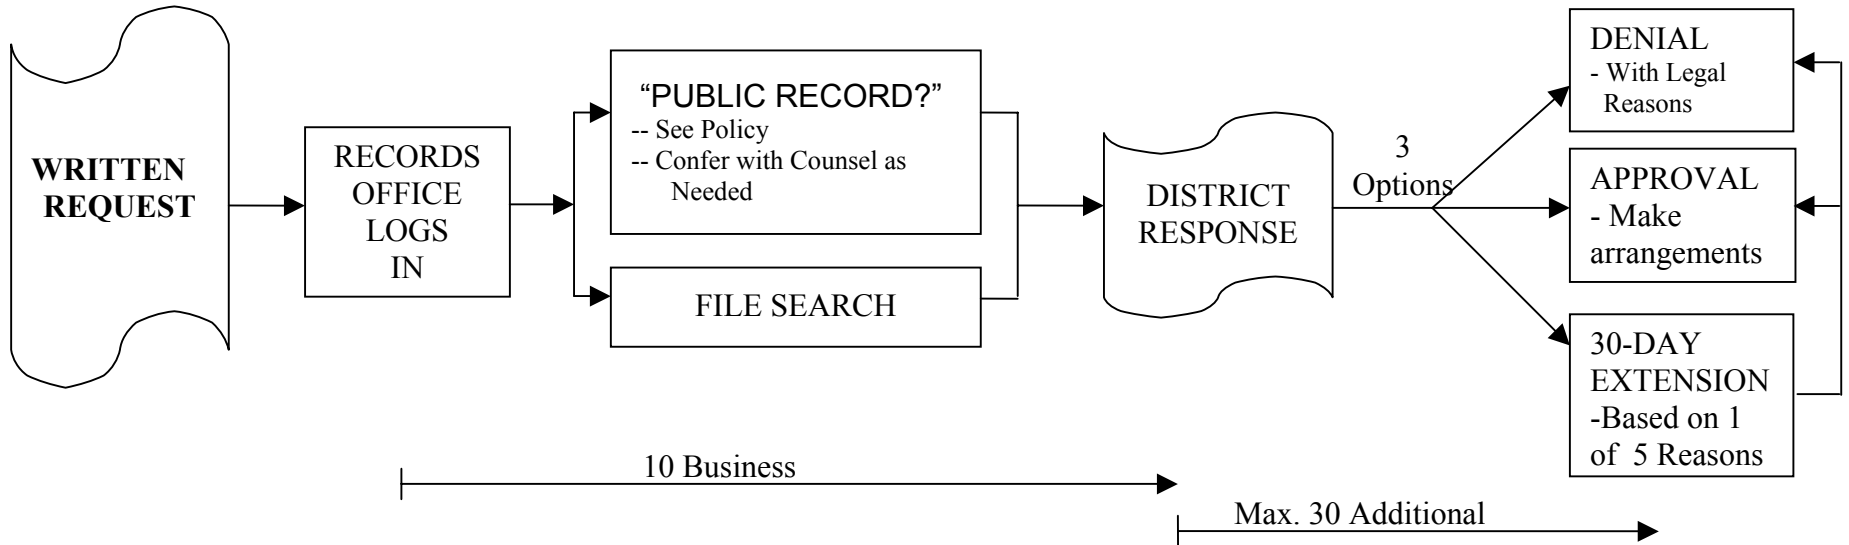 WRITTEN
REQUEST
RECORDS
OFFICE
LOGS
IN
“PUBLIC RECORD?”
-- See Policy
-- Confer with Counsel as
Needed
FILE SEARCH
DISTRICT
RESPONSE
3
Options
DENIAL
- With Legal
Reasons
APPROVAL
- Make
arrangements
30-DAY
EXTENSION
-Based on 1
of 5 Reasons
10 Business
Max. 30 Additional